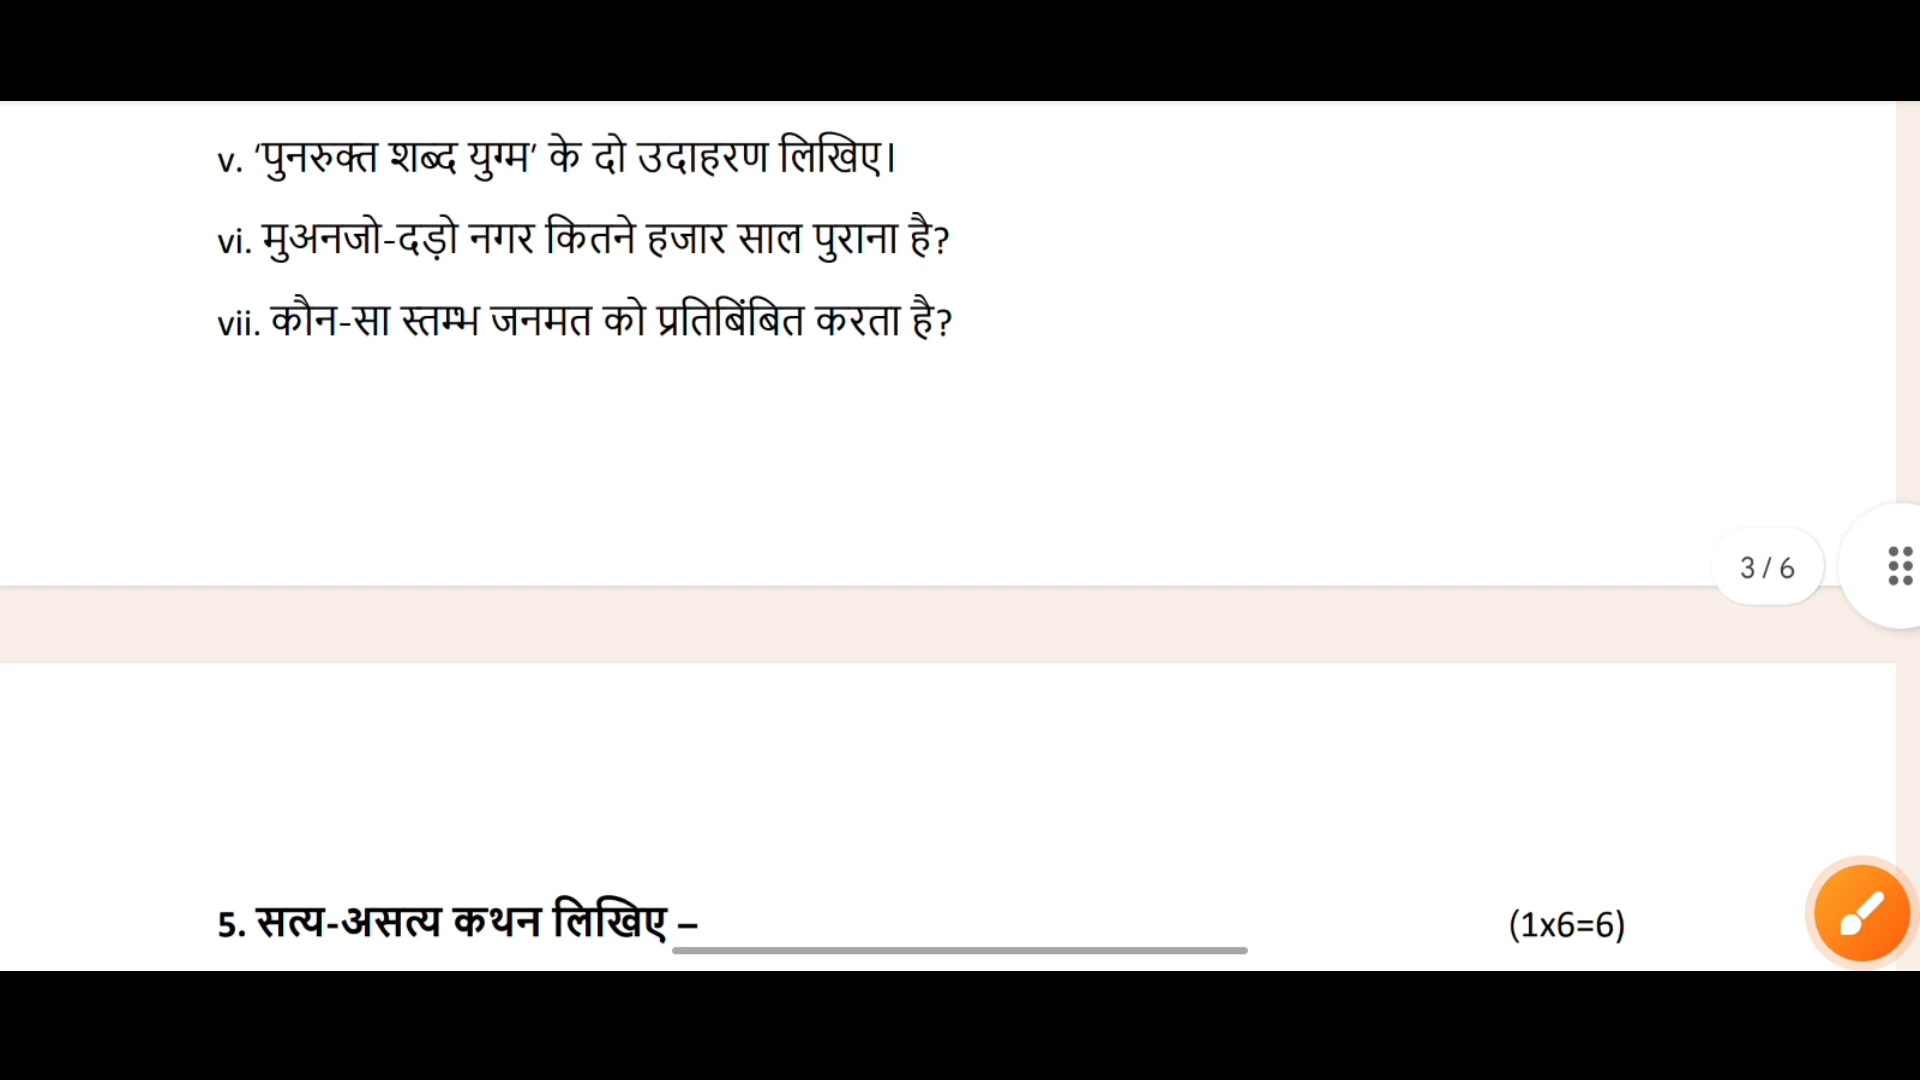 v. ‘पुनरुक्त शब्द युग्म’ के दो उदाहरण लिखिए।
vi. मुअनजो-दड़ो नगर कितने हजार साल पुराना है?
vii. कौन-सा स्तम्भ जनमत को प्रतिबिंबित करता है?
3 / 6
5. सत्य-असत्य कथन लिखिए – (1x6=6)